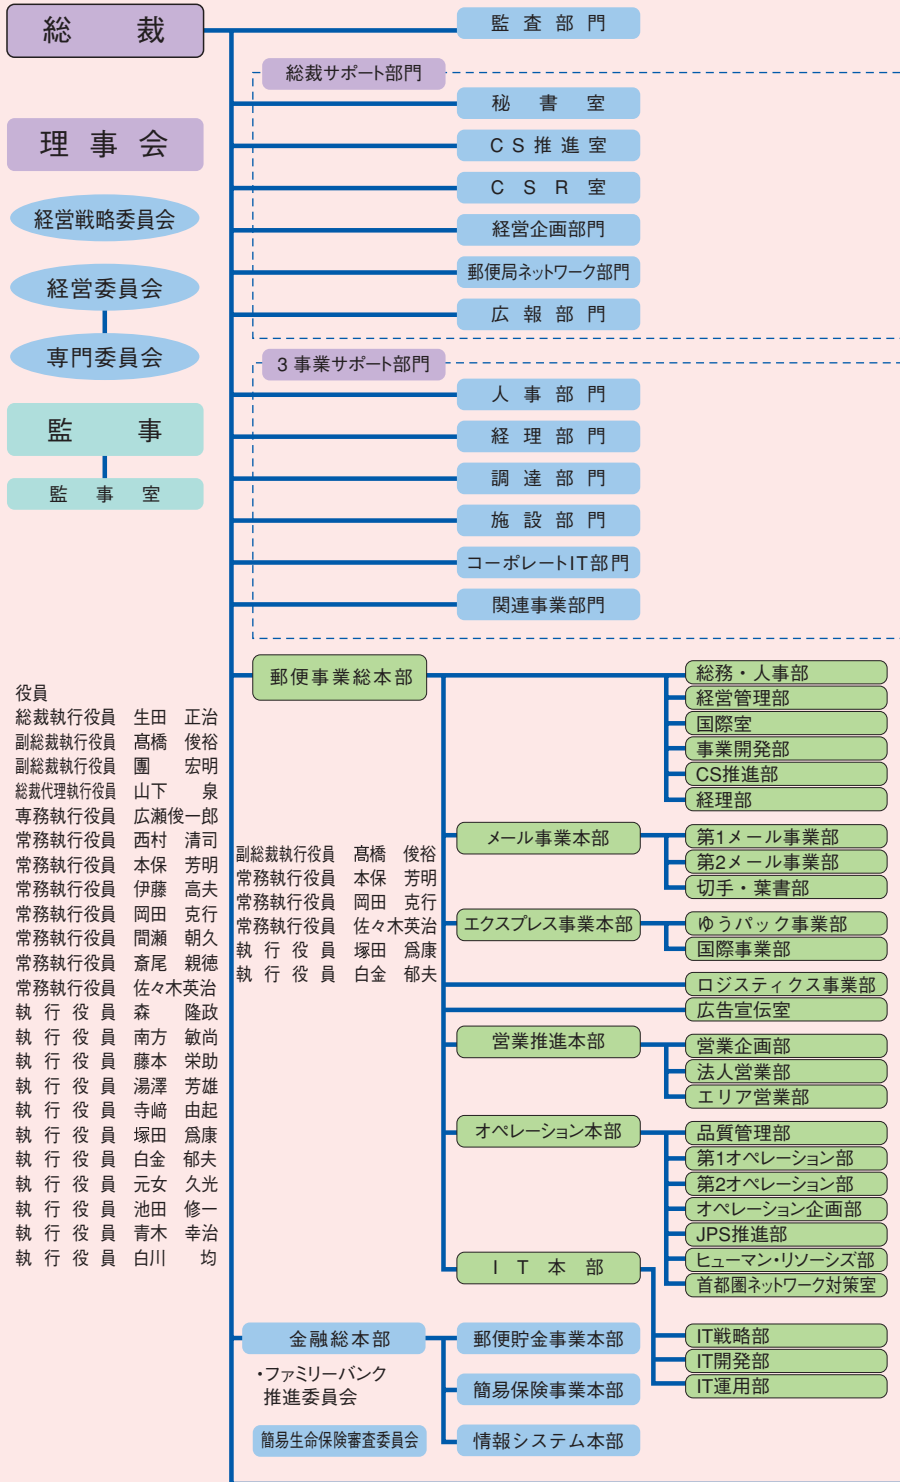 総裁
理事会
経営戦略委員会
経営委員会
専門委員会
監事
監事室
監査部門
総裁サポート部門
秘書室
CS推進室
CSR室
経営企画部門
郵便局ネットワーク部門
広報部門
3事業サポート部門
人事部門
経理部門
調達部門
施設部門
コーポレートIT部門
関連事業部門
役員
総裁執行役員 生田 正治
副総裁執行役員 髙橋 俊裕
副総裁執行役員 團 宏明
総裁代理執行役員 山下 泉
専務執行役員 広瀬俊一郎
常務執行役員 西村 清司
常務執行役員 本保 芳明
常務執行役員 伊藤 高夫
常務執行役員 岡田 克行
常務執行役員 間瀬 朝久
常務執行役員 斎尾 親徳
常務執行役員 佐々木英治
執行役員 森 隆政
執行役員 南方 敏尚
執行役員 藤本 栄助
執行役員 湯澤 芳雄
執行役員 寺﨑 由起
執行役員 塚田 爲康
執行役員 白金 郁夫
執行役員 元女 久光
執行役員 池田 修一
執行役員 青木 幸治
執行役員 白川 均
郵便事業総本部
副総裁執行役員 髙橋 俊裕
常務執行役員 本保 芳明
常務執行役員 岡田 克行
常務執行役員 佐々木英治
執行役員 塚田 爲康
執行役員 白金 郁夫
総務・人事部
経営管理部
国際室
事業開発部
CS推進部
経理部
メール事業本部
第1メール事業部
第2メール事業部
切手・葉書部
エクスプレス事業本部
ゆうパック事業部
国際事業部
ロジスティクス事業部
広告宣伝室
営業推進本部
営業企画部
法人営業部
エリア営業部
オペレーション本部
品質管理部
第1オペレーション部
第2オペレーション部
オペレーション企画部
JPS推進部
ヒューマン・リソーシズ部
首都圏ネットワーク対策室
IT本部
IT戦略部
IT開発部
IT運用部
金融総本部
・ファミリーバンク
推進委員会
簡易生命保険審査委員会
郵便貯金事業本部
簡易保険事業本部
情報システム本部